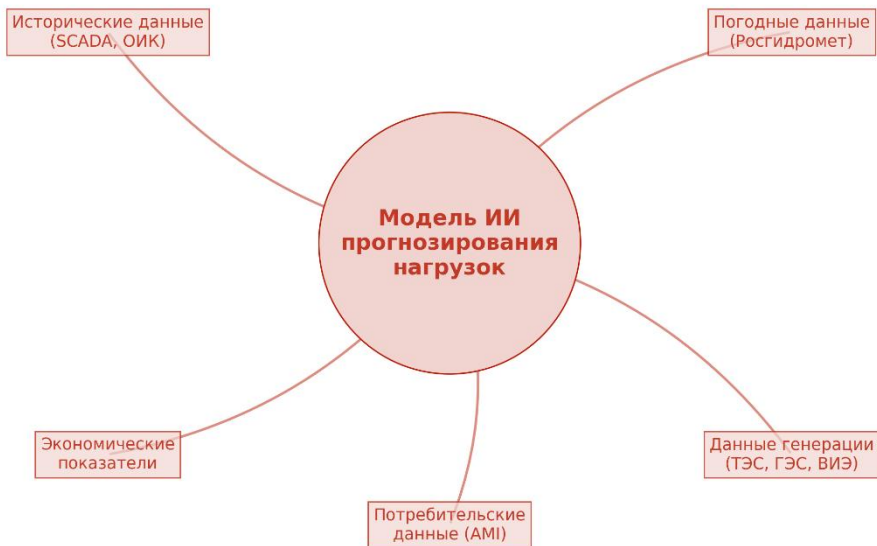 Исторические данные
(SCADA, ОИК)
Погодные данные
(Росгидромет)
Модель ИИ
прогнозирования
нагрузок
Экономические
показатели
Данные генерации
(ТЭС, ГЭС, ВИЭ)
Потребительские
данные (AMI)